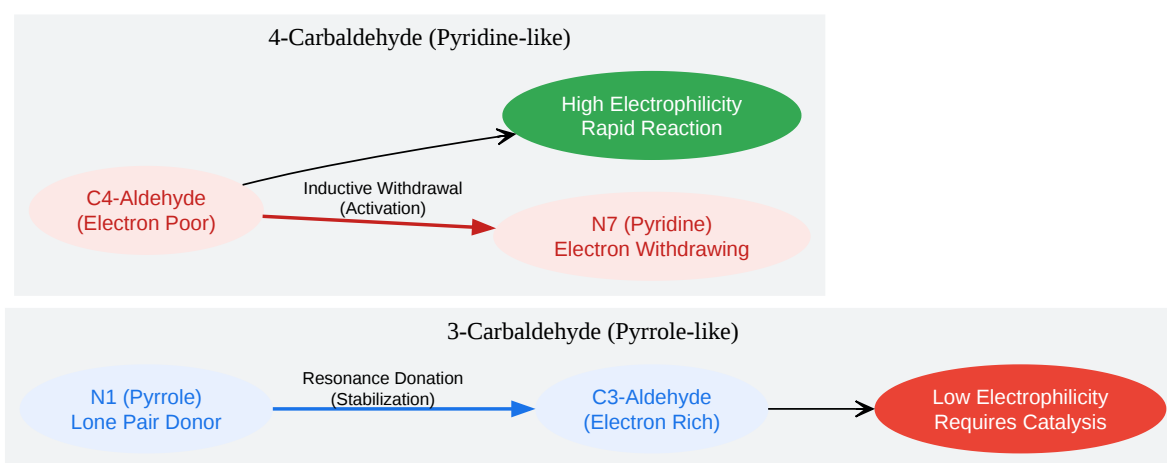 4-Carbaldehyde (Pyridine-like)
High Electrophilicity
Rapid Reaction
C4-Aldehyde
(Electron Poor)
Inductive Withdrawal
(Activation)
N7 (Pyridine)
Electron Withdrawing
3-Carbaldehyde (Pyrrole-like)
N1 (Pyrrole)
Lone Pair Donor
Resonance Donation
(Stabilization)
C3-Aldehyde
(Electron Rich)
Low Electrophilicity
Requires Catalysis